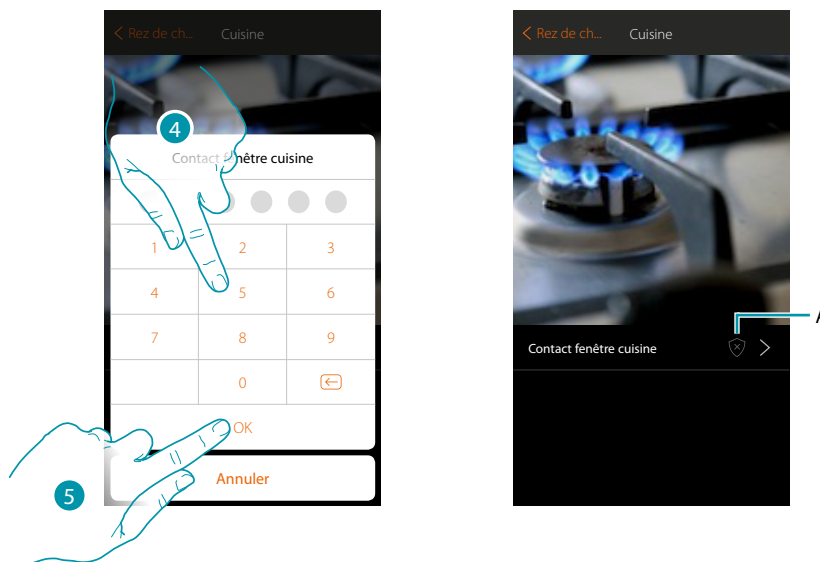 Rez de ch... Cuisine
4
Contact fenêtre cuisine
1 2 3
4 5 6
7 8 9
0
OK
Annuler
5
Rez de ch... Cuisine
A
Contact fenêtre cuisine